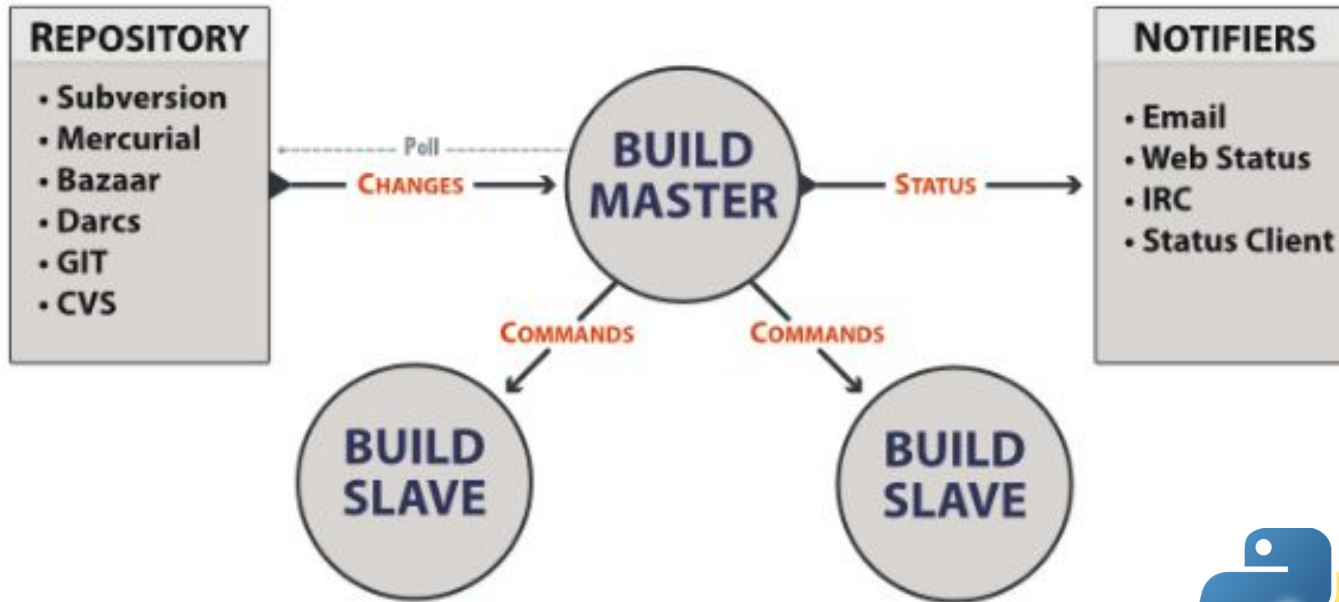 REPOSITORY
• Subversion
• Mercurial
• Bazaar
• Darcs
• GIT
• CVS
Poll
CHANGES
BUILD
MASTER
STATUS
NOTIFIERS
• Email
• Web Status
• IRC
• Status Client
COMMANDS
COMMANDS
BUILD
SLAVE
BUILD
SLAVE